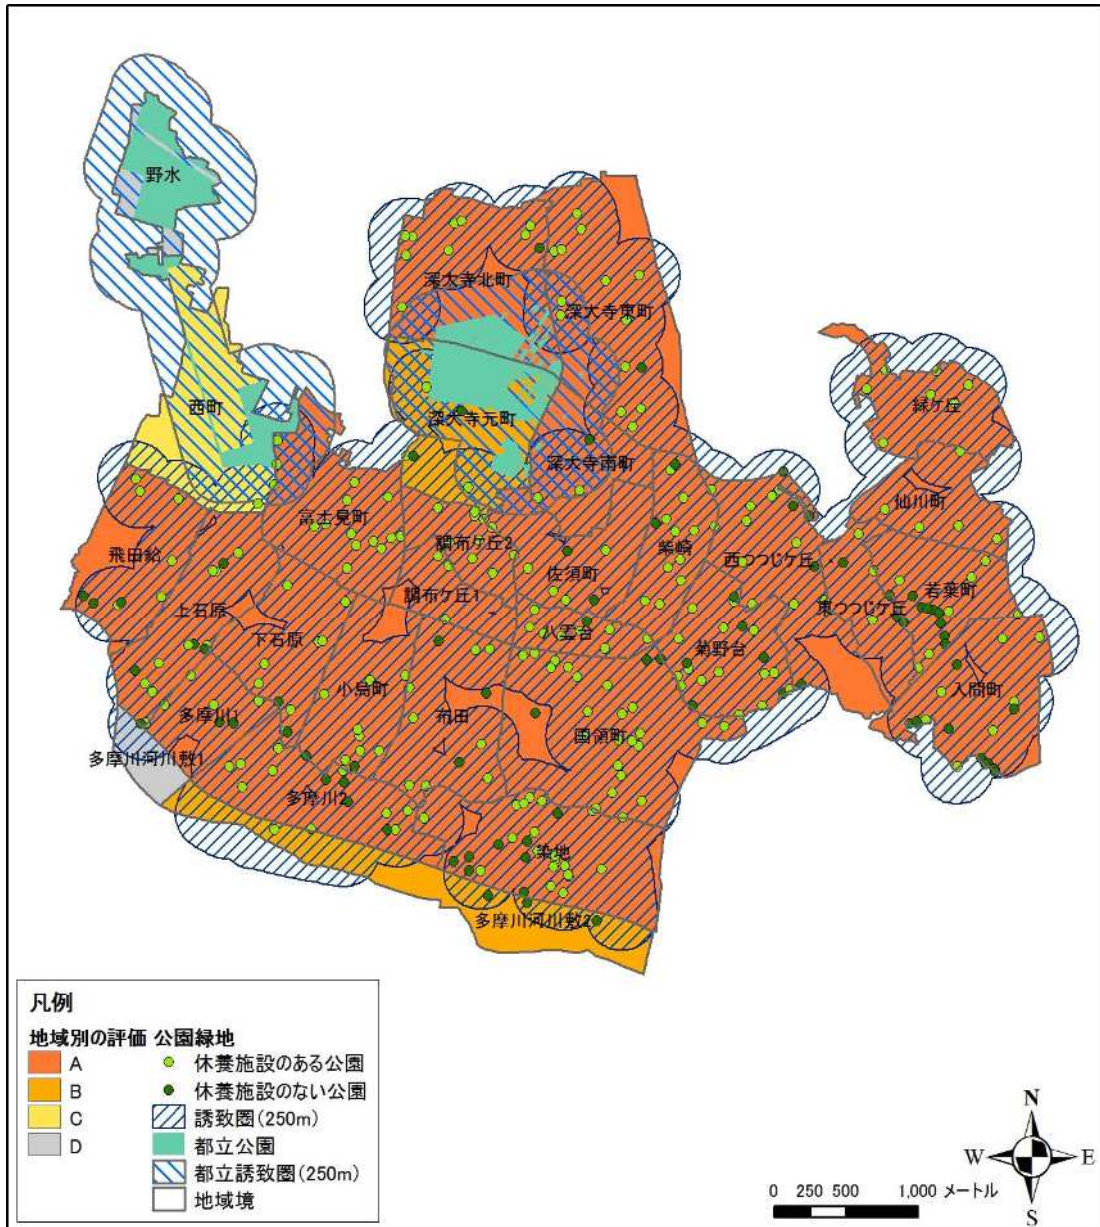 野水
深大寺北町
深大寺東町
緑ケ丘
西町
深大寺元町
深大寺南町
仙川町
富士見町
飛田給
調布ケ丘2
柴崎
西つつじケ丘
佐須町
調布ケ丘1
若葉町
上石原
東つつじケ丘
下石原
八雲台
菊野台
小島町
入間町
多摩川1
布田
国領町
多摩川河川敷1
多摩川2
染地
多摩川河川敷2
凡例
地域別の評価 公園緑地
A 休養施設のある公園
B 休養施設のない公園
C 誘致圏(250m)
D 都立公園
都立誘致圏(250m)
地域境
N
W E
S
0 250 500 1,000 メートル